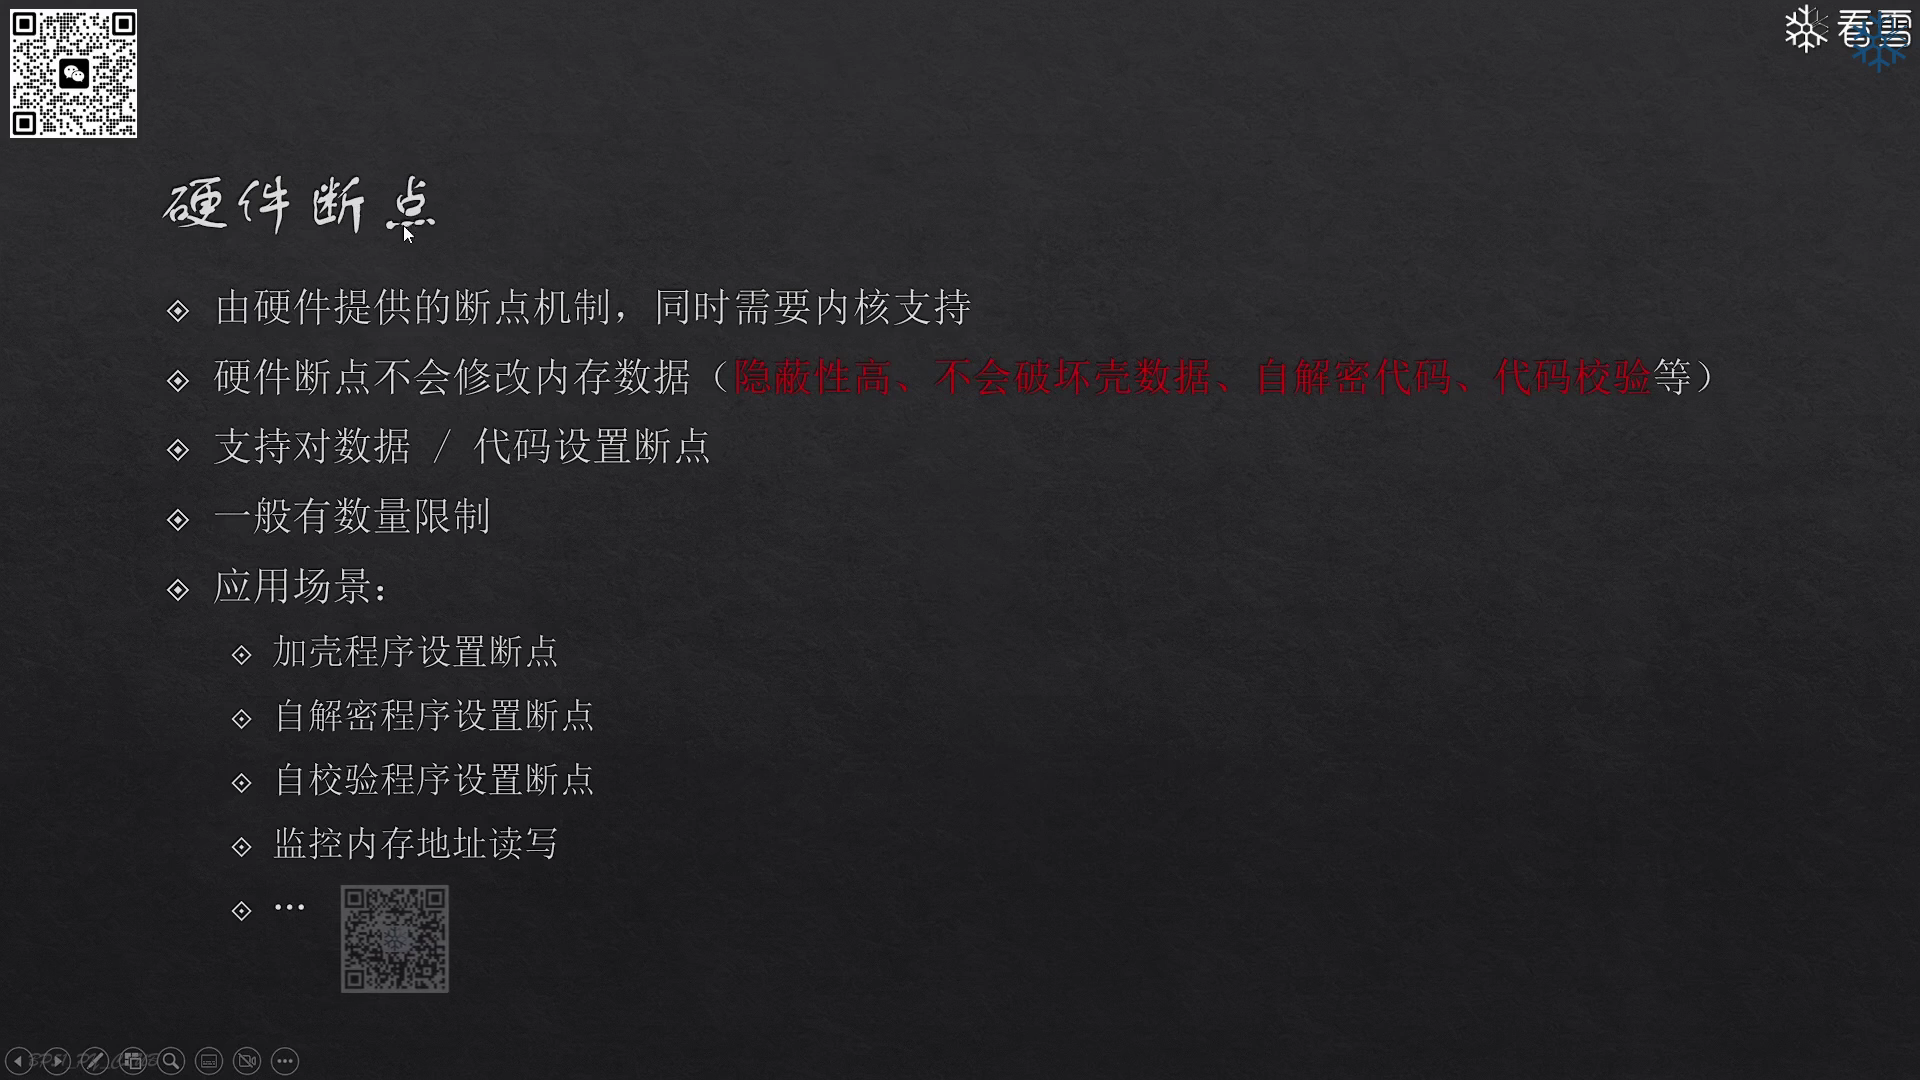 看雪
硬件断点
由硬件提供的断点机制，同时需要内核支持
硬件断点不会修改内存数据（隐蔽性高、不会破坏壳数据、自解密代码、代码校验等）
支持对数据 / 代码设置断点
一般有数量限制
应用场景：
加壳程序设置断点
自解密程序设置断点
自校验程序设置断点
监控内存地址读写
…